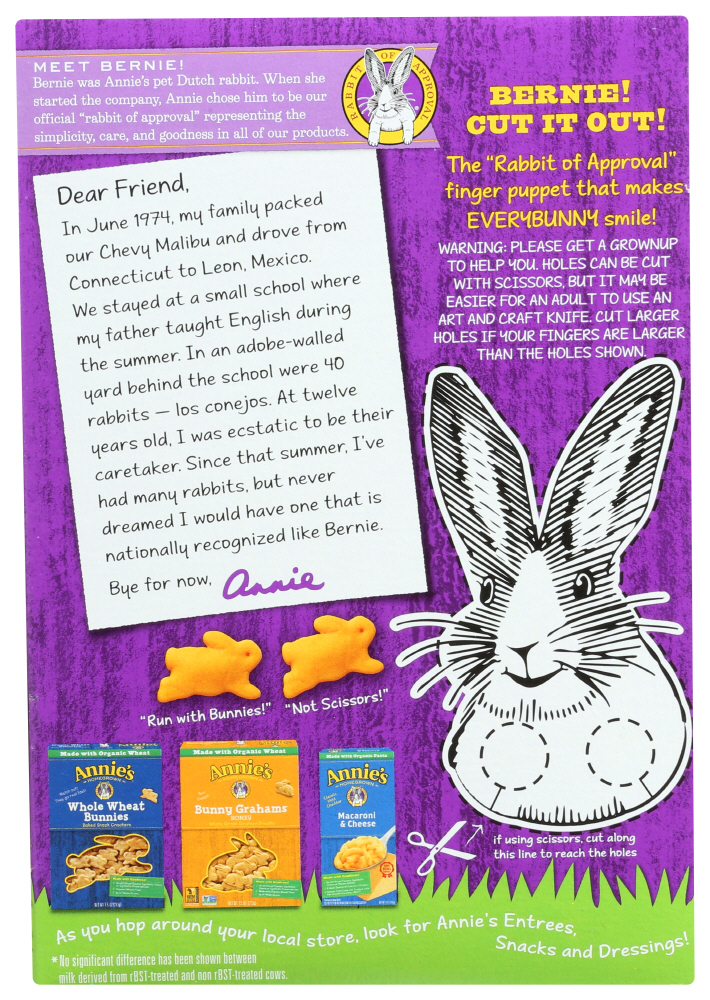 MEET BERNIE!
Bernie was Annie's pet Dutch rabbit. When she
started the company, Annie chose him to be our
official "rabbit of approval" representing the
simplicity, care, and goodness in all of our products.
RABBIT OF APPROVAL
BERNIE!
CUT IT OUT!
The "Rabbit of Approval"
finger puppet that makes
EVERYBUNNY smile!
WARNING: PLEASE GET A GROWNUP
TO HELP YOU. HOLES CAN BE CUT
WITH SCISSORS, BUT IT MAY BE
EASIER FOR AN ADULT TO USE AN
ART AND CRAFT KNIFE. CUT LARGER
HOLES IF YOUR FINGERS ARE LARGER
THAN THE HOLES SHOWN.
Dear Friend,
In June 1974, my family packed
our Chevy Malibu and drove from
Connecticut to Leon, Mexico.
We stayed at a small school where
my father taught English during
the summer. In an adobe-walled
yard behind the school were 40
rabbits — los conejos. At twelve
years old, I was ecstatic to be their
caretaker. Since that summer, I've
had many rabbits, but never
dreamed I would have one that is
nationally recognized like Bernie.
Bye for now, Annie
"Run with Bunnies!" "Not Scissors!"
Made with Organic Wheat
Annie's
HOMEGROWN
Whole Wheat
Bunnies
Baked Snack Crackers
Made with Organic Wheat
Annie's
HOMEGROWN
Bunny Grahams
HONEY
Made with Organic Pasta
Annie's
HOMEGROWN
Macaroni
& Cheese
if using scissors, cut along
this line to reach the holes
As you hop around your local store, look for Annie's Entrees,
Snacks and Dressings!
*No significant difference has been shown between
milk derived from rBST-treated and non rBST-treated cows.